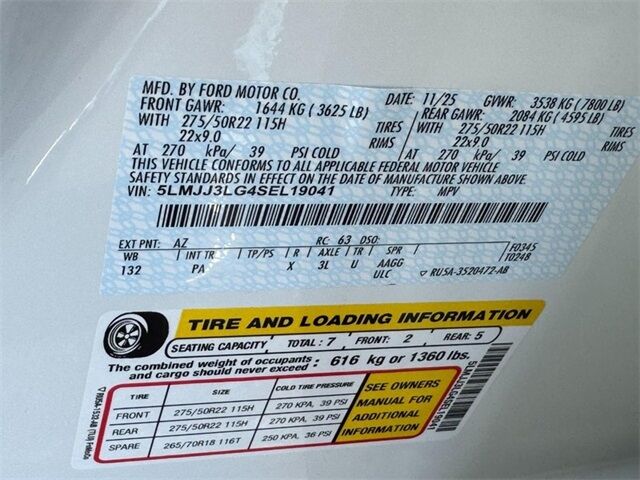 MFD. BY FORD MOTOR CO.
DATE: 11/25 GVWR: 3538 KG (7800 LB)
FRONT GAWR: 1644 KG (3625 LB) REAR GAWR: 2084 KG (4595 LB)
WITH 275/50R22 115H TIRES WITH 275/50R22 115H TIRES
22x9.0 RIMS 22x9.0 RIMS
AT 270 kPa/ 39 PSI COLD AT 270 kPa/ 39 PSI COLD
THIS VEHICLE CONFORMS TO ALL APPLICABLE FEDERAL MOTOR VEHICLE
SAFETY STANDARDS IN EFFECT ON THE DATE OF MANUFACTURE SHOWN ABOVE.
VIN: 5LMJJ3LG4SEL19041 TYPE: MPV
EXT PNT: AZ RC: 63 DSO:
WB INT TR TP/PS R AXLE TR SPR F0345
132 PA X 3L U AAGG T0248
ULC ▽ RU5A-3520472-AB
TIRE AND LOADING INFORMATION
SEATING CAPACITY TOTAL: 7 FRONT: 2 REAR: 5
The combined weight of occupants and cargo should never exceed: 616 kg or 1360 lbs.
TIRE SIZE COLD TIRE PRESSURE
FRONT 275/50R22 115H 270 KPA, 39 PSI
REAR 275/50R22 115H 270 KPA, 39 PSI
SPARE 265/70R18 116T 250 KPA, 36 PSI
SEE OWNERS
MANUAL FOR
ADDITIONAL
INFORMATION